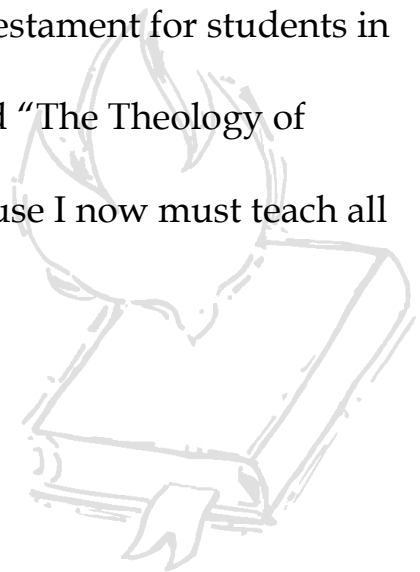 estament for students in
“The Theology of
use I now must teach all